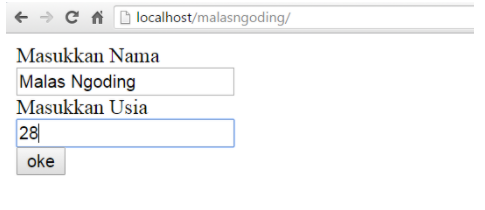 localhost/malasngoding/
Masukkan Nama
Malas Ngoding
Masukkan Usia
28
oke